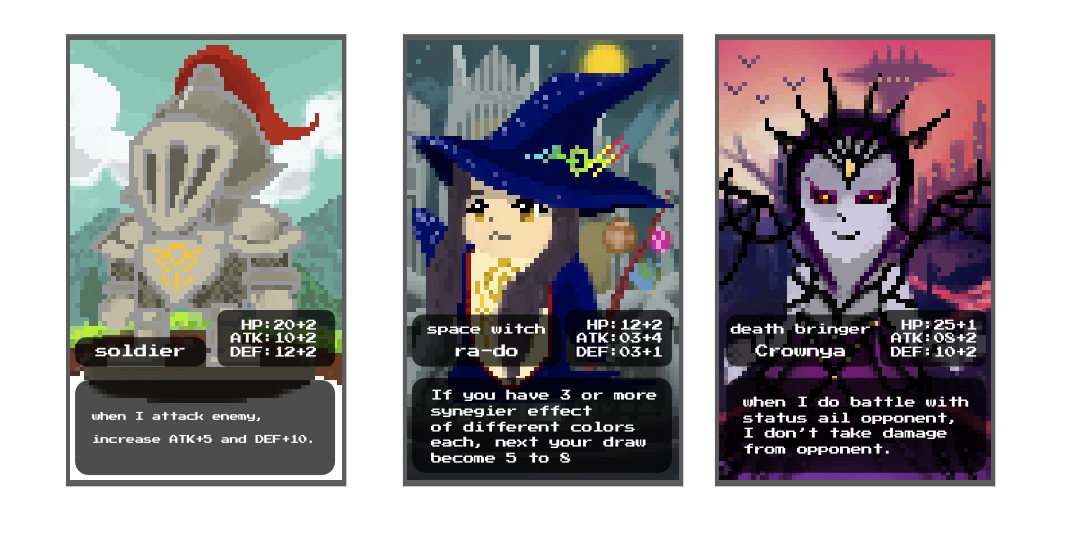 HP:20+2
ATK:10+2
DEF:12+2
soldier
when I attack enemy,
increase ATK+5 and DEF+10.
space witch
ra-do
HP:12+2
ATK:03+4
DEF:03+1
If you have 3 or more
synegier effect
of different colors
each, next your draw
become 5 to 8
death bringer'
Crownya
HP:25+1
ATK:08+2
DEF:10+2
when I do battle with
status ail opponent,
I don't take damage
from opponent.